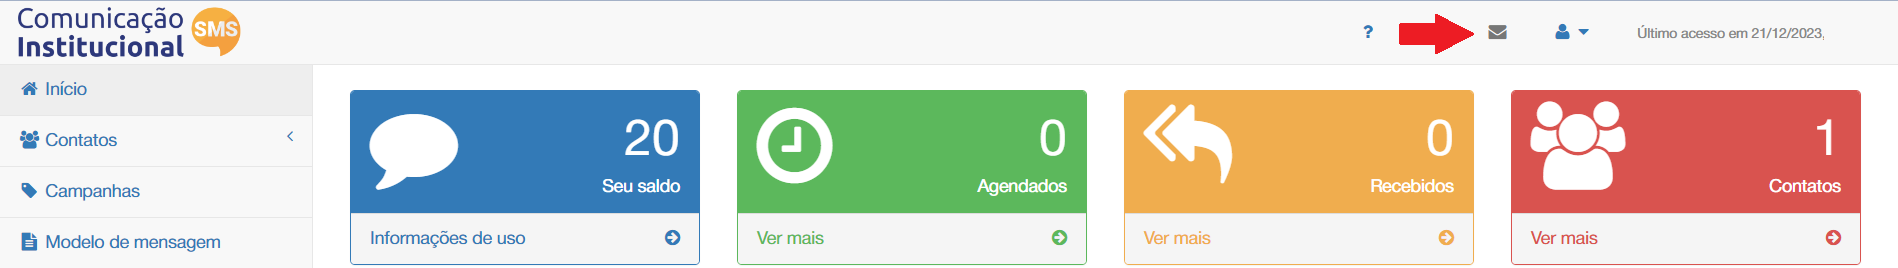 Comunicação
Institucional
SMS
?
Último acesso em 21/12/2023,
Início
Contatos
Campanhas
Modelo de mensagem
20
Seu saldo
Informações de uso
0
Agendados
Ver mais
0
Recebidos
Ver mais
1
Contatos
Ver mais